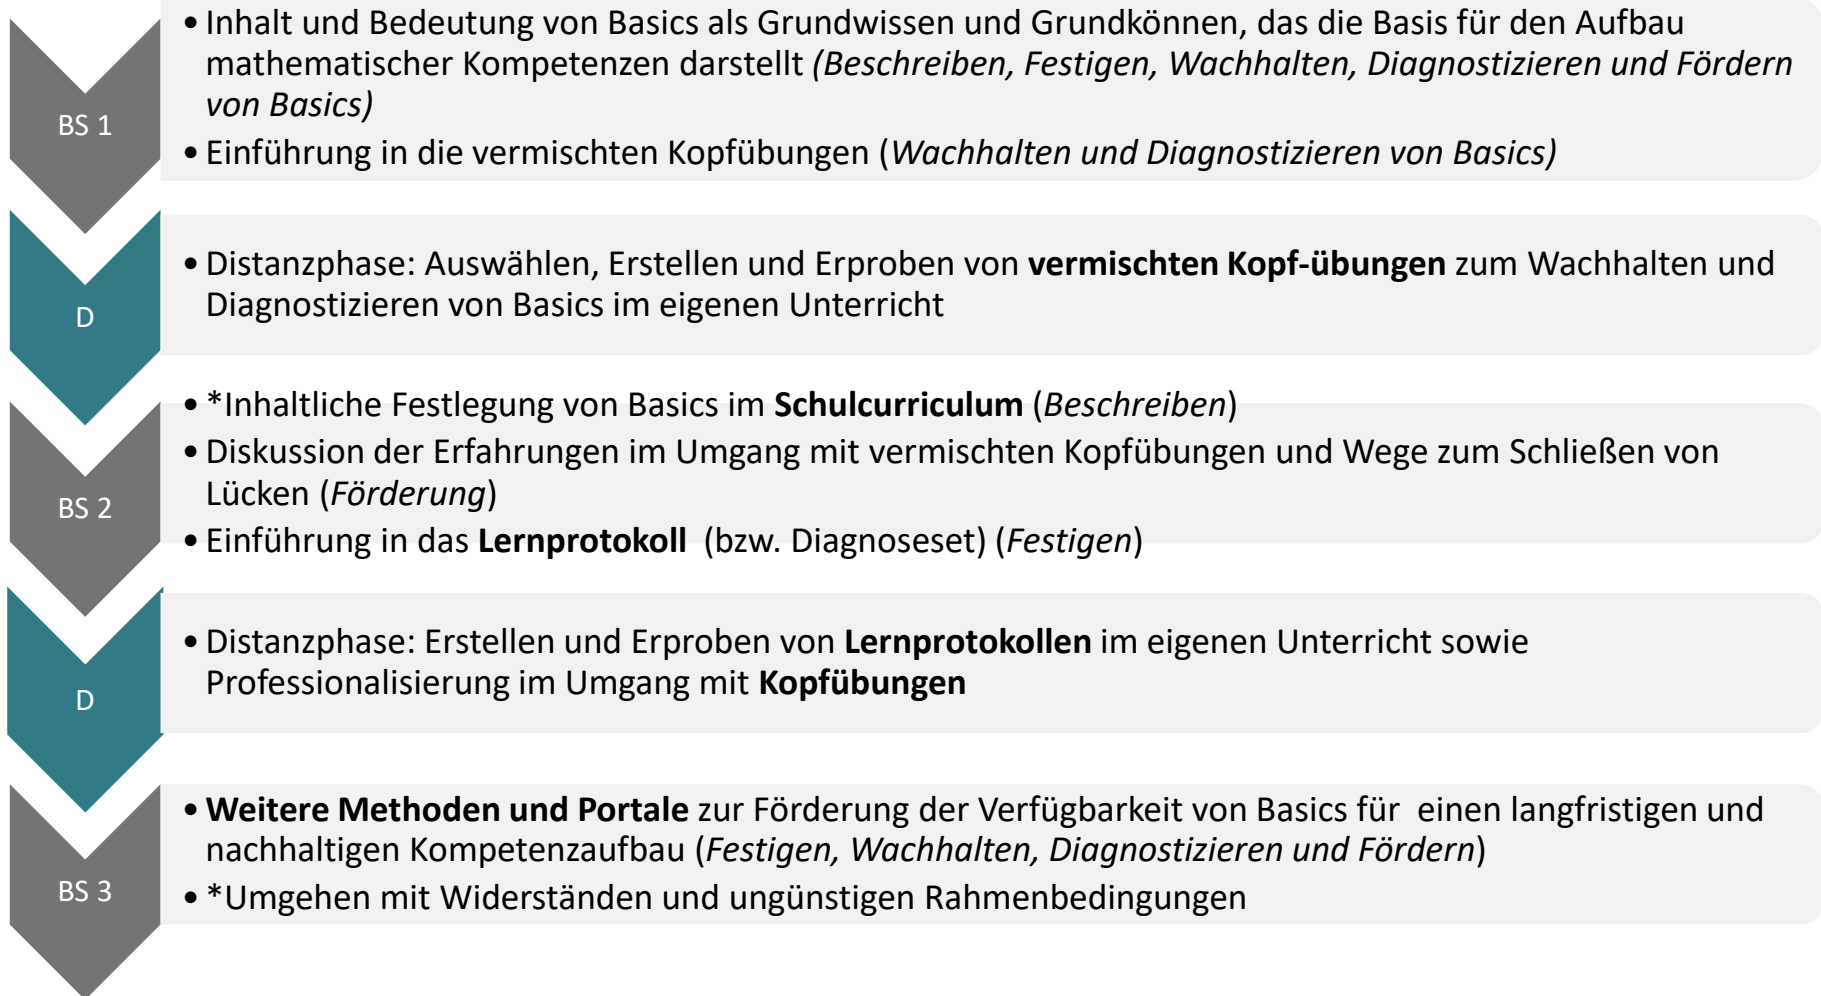 BS 1
• Inhalt und Bedeutung von Basics als Grundwissen und Grundkönnen, das die Basis für den Aufbau
mathematischer Kompetenzen darstellt (Beschreiben, Festigen, Wachhalten, Diagnostizieren und Fördern
von Basics)
• Einführung in die vermischten Kopfübungen (Wachhalten und Diagnostizieren von Basics)
D
• Distanzphase: Auswählen, Erstellen und Erproben von vermischten Kopf-übungen zum Wachhalten und
Diagnostizieren von Basics im eigenen Unterricht
BS 2
• *Inhaltliche Festlegung von Basics im Schulcurriculum (Beschreiben)
• Diskussion der Erfahrungen im Umgang mit vermischten Kopfübungen und Wege zum Schließen von
Lücken (Förderung)
• Einführung in das Lernprotokoll (bzw. Diagnoseset) (Festigen)
D
• Distanzphase: Erstellen und Erproben von Lernprotokollen im eigenen Unterricht sowie
Professionalisierung im Umgang mit Kopfübungen
BS 3
• Weitere Methoden und Portale zur Förderung der Verfügbarkeit von Basics für einen langfristigen und
nachhaltigen Kompetenzaufbau (Festigen, Wachhalten, Diagnostizieren und Fördern)
• *Umgehen mit Widerständen und ungünstigen Rahmenbedingungen